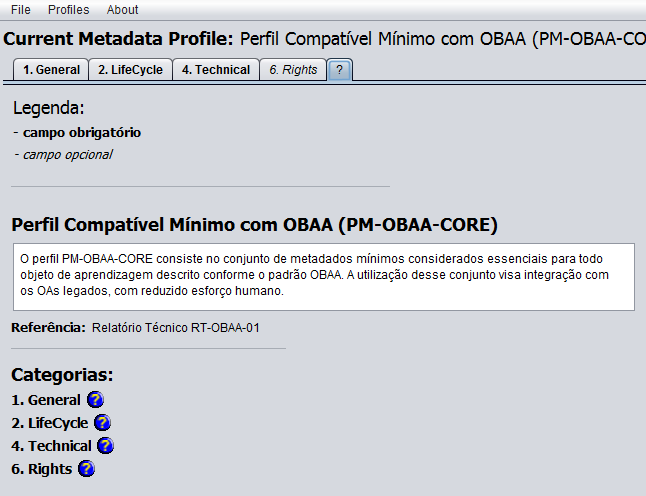 File Profiles About
Current Metadata Profile: Perfil Compatível Mínimo com OBAA (PM-OBAA-CO
1. General 2. LifeCycle 4. Technical 6. Rights ?
Legenda:
- campo obrigatório
- campo opcional
Perfil Compatível Mínimo com OBAA (PM-OBAA-CORE)
O perfil PM-OBAA-CORE consiste no conjunto de metadados mínimos considerados essenciais para todo
objeto de aprendizagem descrito conforme o padrão OBAA. A utilização desse conjunto visa integração com
os OAs legados, com reduzido esforço humano.
Referência: Relatório Técnico RT-OBAA-01
Categorias:
1. General ?
2. LifeCycle ?
4. Technical ?
6. Rights ?